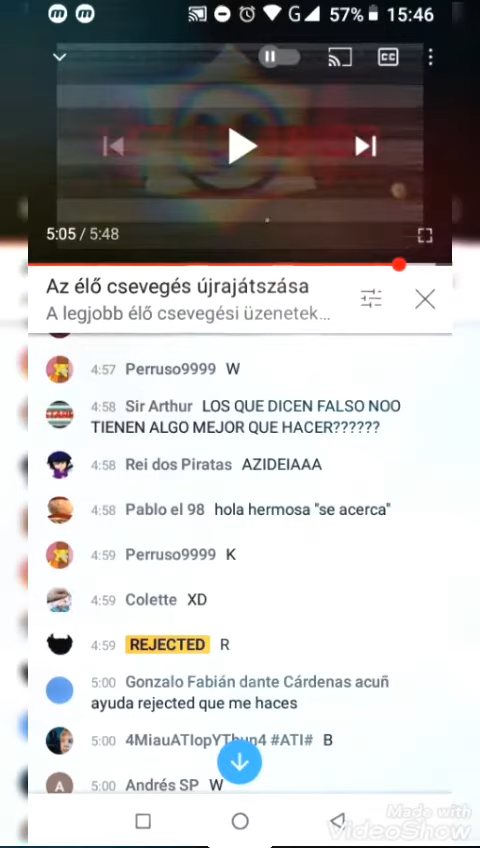 57% 15:46
CC
5:05 / 5:48
Az élő csevegés újrajátszása
A legjobb élő csevegési üzenetek...
4:57 Perruso9999 W
4:58 Sir Arthur LOS QUE DICEN FALSO NOO
TIENEN ALGO MEJOR QUE HACER??????
4:58 Rei dos Piratas AZIDEIAAA
4:58 Pablo el 98 hola hermosa "se acerca"
4:59 Perruso9999 K
4:59 Colette XD
4:59 REJECTED R
5:00 Gonzalo Fabián dante Cárdenas acuñ
ayuda rejected que me haces
5:00 4MiauATIopYThun4 #ATI# B
A 5:00 Andrés SP W
Made with
VideoShow